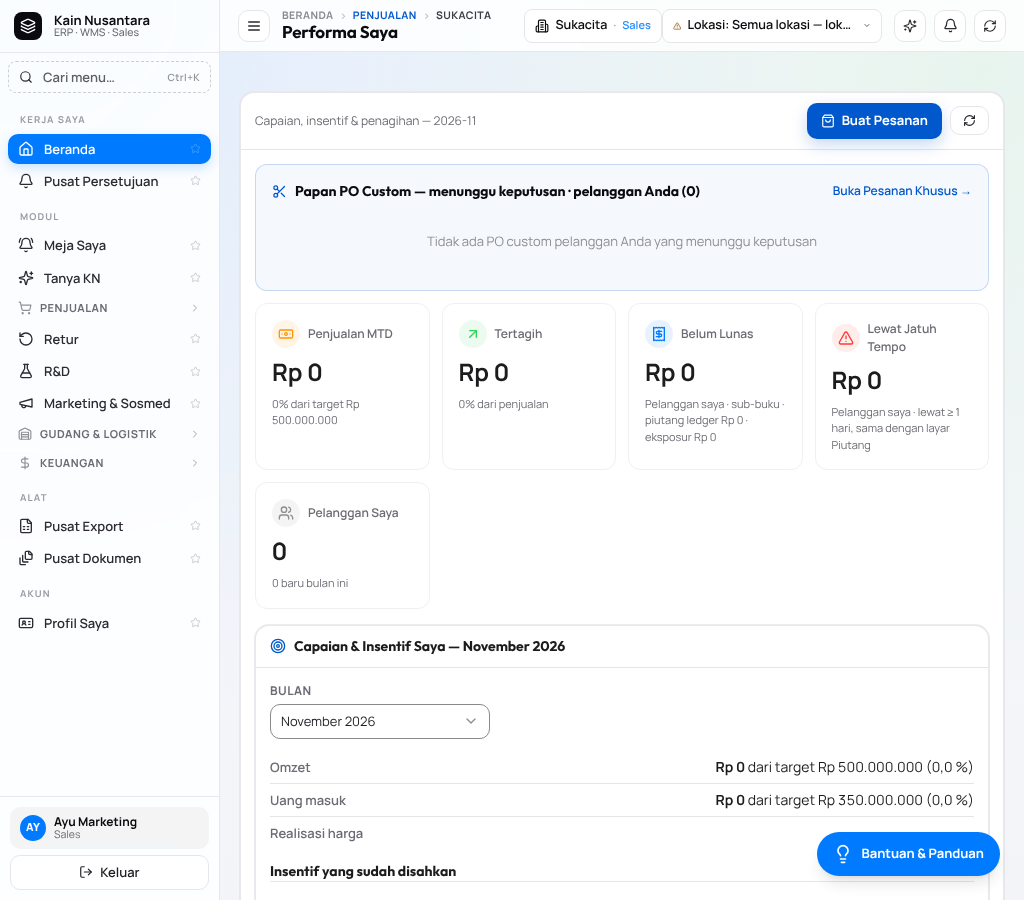 Kain Nusantara
ERP · WMS · Sales
Cari menu...
Ctrl+K
KERJA SAYA
Beranda
Pusat Persetujuan
MODUL
Meja Saya
Tanya KN
PENJUALAN
Retur
R&D
Marketing & Sosmed
GUDANG & LOGISTIK
KEUANGAN
ALAT
Pusat Export
Pusat Dokumen
AKUN
Profil Saya
AY
Ayu Marketing
Sales
Keluar
BERANDA › PENJUALAN › SUKACITA
Performa Saya
Sukacita · Sales
Lokasi: Semua lokasi — lok...
Capaian, insentif & penagihan — 2026-11
Buat Pesanan
Papan PO Custom — menunggu keputusan · pelanggan Anda (0)
Buka Pesanan Khusus →
Tidak ada PO custom pelanggan Anda yang menunggu keputusan
Penjualan MTD
Rp 0
0% dari target Rp
500.000.000
Tertagih
Rp 0
0% dari penjualan
Belum Lunas
Rp 0
Pelanggan saya · sub-buku ·
piutang ledger Rp 0 ·
eksposur Rp 0
Lewat Jatuh
Tempo
Rp 0
Pelanggan saya · lewat ≥ 1
hari, sama dengan layar
Piutang
Pelanggan Saya
0
0 baru bulan ini
Capaian & Insentif Saya — November 2026
BULAN
November 2026
Omzet
Rp 0 dari target Rp 500.000.000 (0,0 %)
Uang masuk
Rp 0 dari target Rp 350.000.000 (0,0 %)
Realisasi harga
Insentif yang sudah disahkan
Bantuan & Panduan